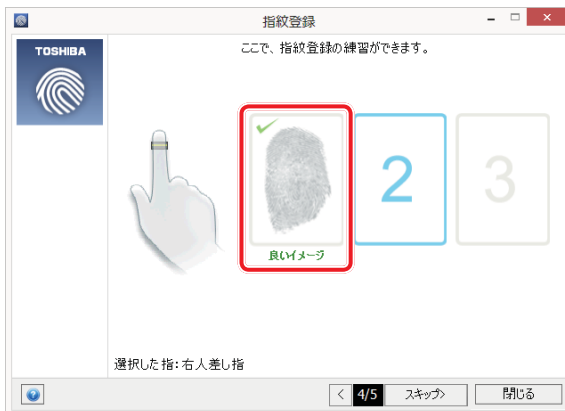 指紋登録
TOSHIBA
ここで、指紋登録の練習ができます。
2
3
良いイメージ
選択した指：右人差し指
?
< 4/5 スキップ> 閉じる